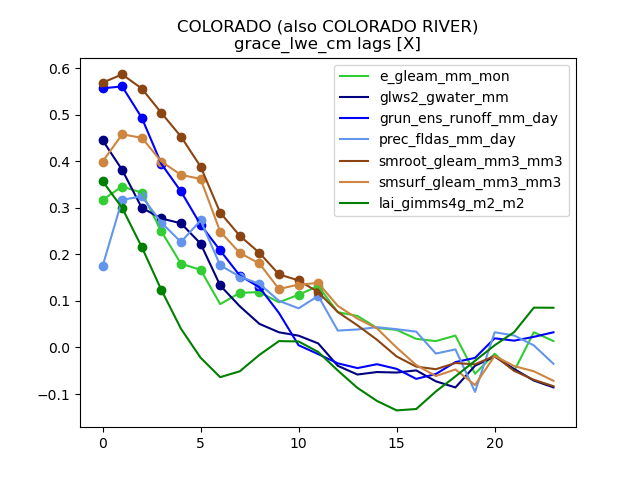 COLORADO (also COLORADO RIVER)
grace_lwe_cm lags [X]
e_gleam_mm_mon
glws2_gwater_mm
grun_ens_runoff_mm_day
prec_fldas_mm_day
smroot_gleam_mm3_mm3
smsurf_gleam_mm3_mm3
lai_gimms4g_m2_m2
0.6
0.5
0.4
0.3
0.2
0.1
0.0
−0.1
0 5 10 15 20